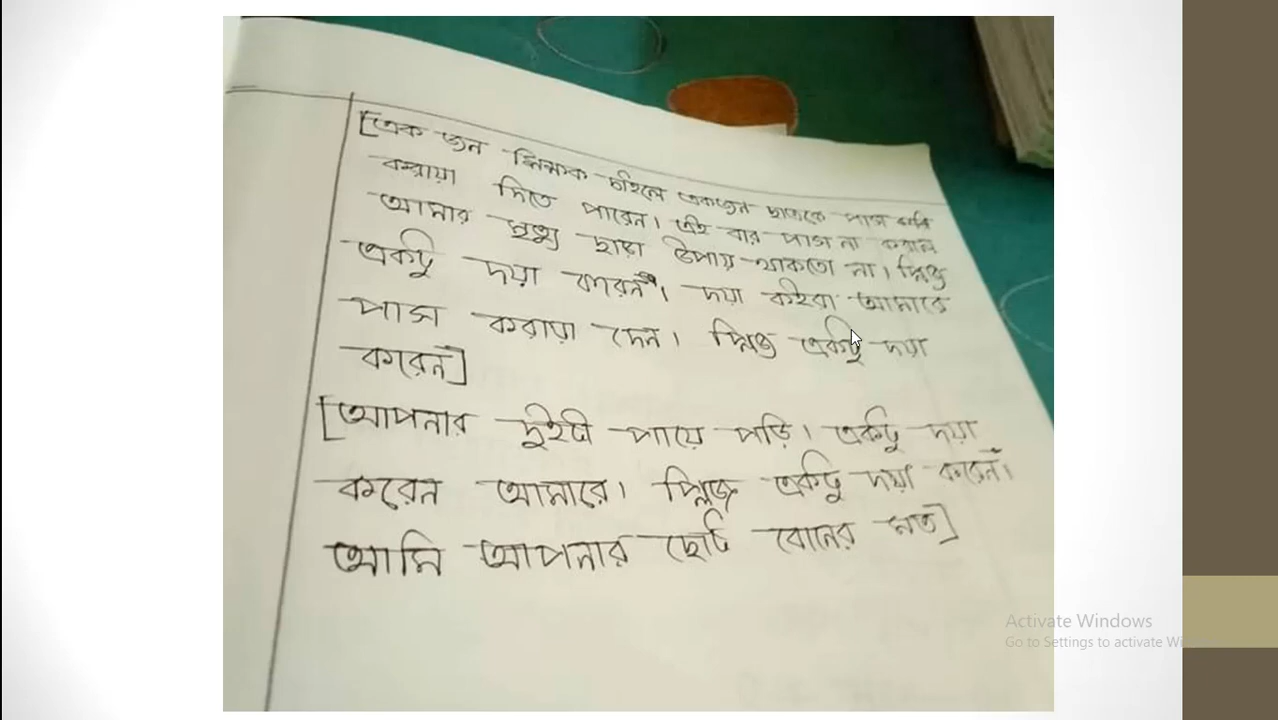 [এক জন শিক্ষক চাইলে একজন ছাত্রকে পাস
করায়া দিতে পারেন। এই বার পাস না করলে
আমার মৃত্যু ছাড়া উপায় থাকতো না। প্লিজ
একটু দয়া করেন। দয়া কইরা আমারে
পাস করায়া দেন। প্লিজ একটু দয়া
করেন]
[আপনার দুইটা পায়ে পড়ি। একটু দয়া
করেন আমারে। প্লিজ একটু দয়া করেন।
আমি আপনার ছোট বোনের মত]
Activate Windows
Go to Settings to activate Wi